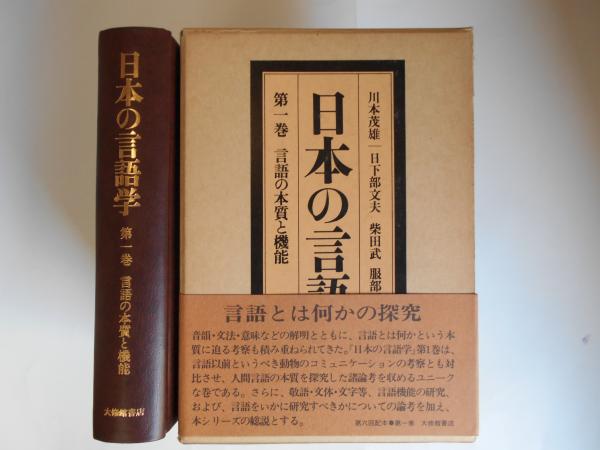 日本の言語学 第一巻 言語の本質と機能
大修館書店
川本茂雄 日下部文夫 柴田武 服部
日本の言語
第一巻 言語の本質と機能
言語とは何かの探究
音韻・文法・意味などの解明とともに、言語とは何かという本
質に迫る考察も積み重ねられてきた。「日本の言語学」第1巻は、
言語以前というべき動物のコミュニケーションの考察とも対
比させ、人間言語の本質を探究した諸論考を収めるユニーク
な巻である。さらに、敬語・文体・文字等、言語機能の研究、
および、言語をいかに研究すべきかについての論考を加え、
本シリーズの総説とする。
第六回配本●第一巻 大修館書店